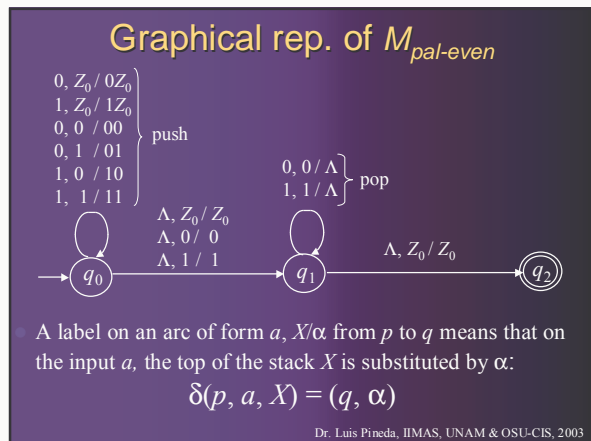 Graphical rep. of M_pal-even
0, Z₀ / 0Z₀
1, Z₀ / 1Z₀
0, 0 / 00
0, 1 / 01
1, 0 / 10
1, 1 / 11
push
0, 0 / Λ
1, 1 / Λ
pop
Λ, Z₀ / Z₀
Λ, 0 / 0
Λ, 1 / 1
Λ, Z₀ / Z₀
q₀
q₁
q₂
A label on an arc of form a, X/α from p to q means that on
the input a, the top of the stack X is substituted by α:
δ(p, a, X) = (q, α)
Dr. Luis Pineda, IIMAS, UNAM & OSU-CIS, 2003